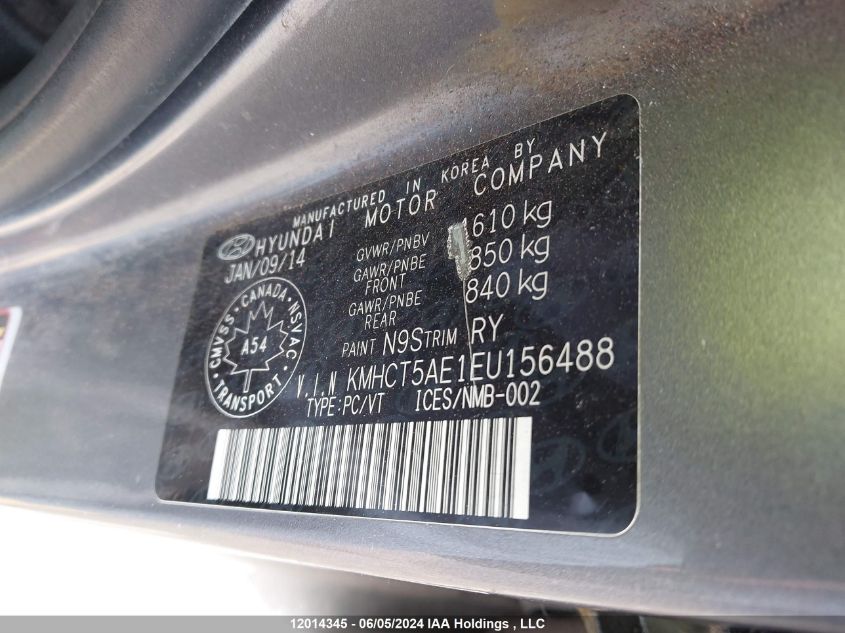 MANUFACTURED IN KOREA BY
HYUNDAI MOTOR COMPANY
JAN/09/14
GVWR/PNBV 1610 kg
GAWR/PNBE FRONT 850 kg
GAWR/PNBE REAR 840 kg
PAINT N9S TRIM RY
CMVSS · CANADA · NSVAC
A54
TRANSPORT
V.I.N KMHCT5AE1EU156488
TYPE:PC/VT ICES/NMB-002
12014345 - 06/05/2024 IAA Holdings , LLC